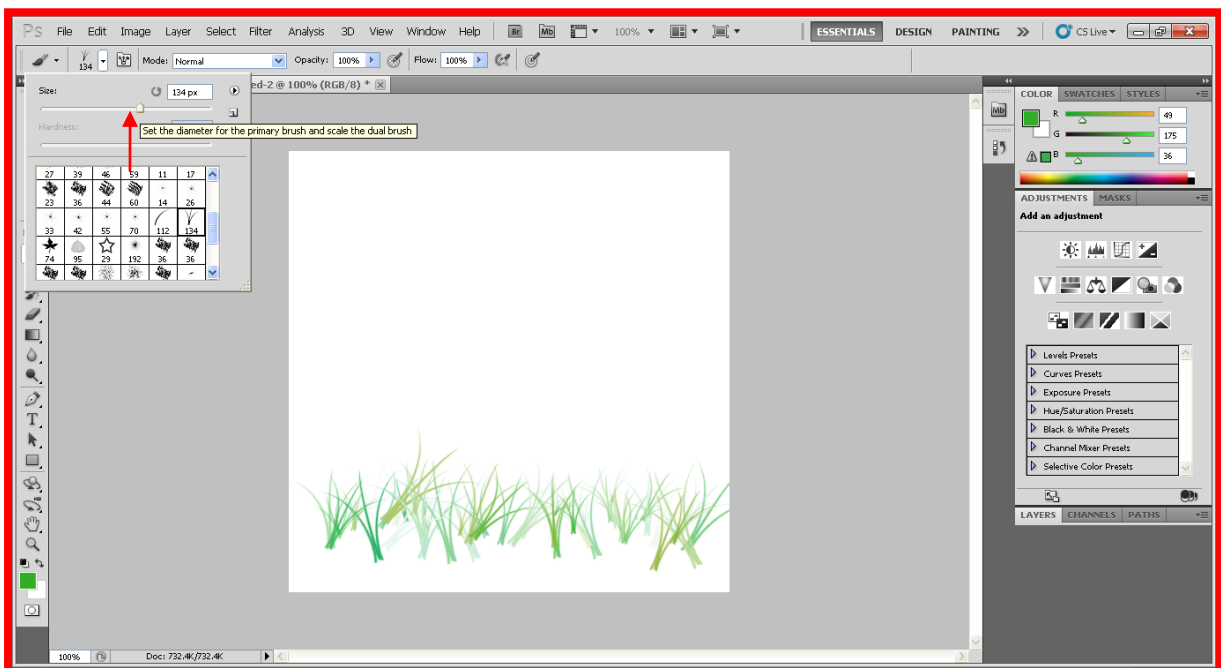 PS File Edit Image Layer Select Filter Analysis 3D View Window Help Br Mb 100% ESSENTIALS DESIGN PAINTING CS Live
134 Mode: Normal Opacity: 100% Flow: 100%
ed-2 @ 100% (RGB/8) *
Size: 134 px
Hardness:
Set the diameter for the primary brush and scale the dual brush
27 39 46 59 11 17
23 36 44 60 14 26
33 42 55 70 112 134
74 95 29 192 36 36
Mb
COLOR SWATCHES STYLES
R 49
G 175
B 36
ADJUSTMENTS MASKS
Add an adjustment
Levels Presets
Curves Presets
Exposure Presets
Hue/Saturation Presets
Black & White Presets
Channel Mixer Presets
Selective Color Presets
LAYERS CHANNELS PATHS
T
100% Doc: 732.4K/732.4K